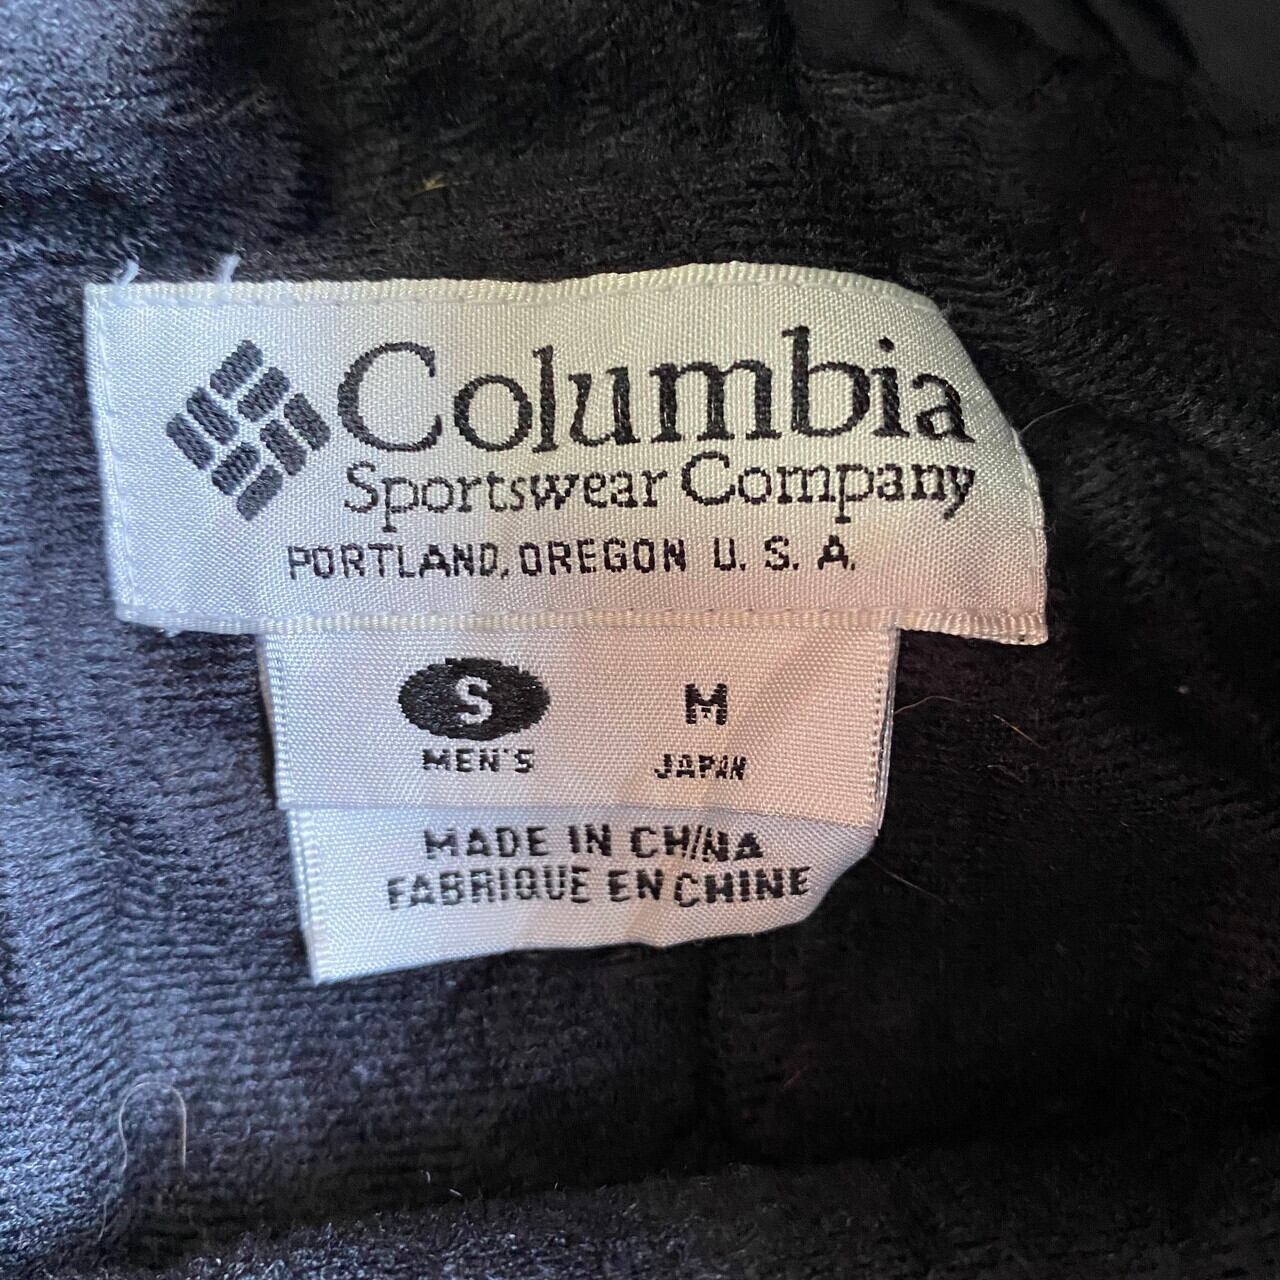 Columbia
Sportswear Company
PORTLAND, OREGON U. S. A.
S M
MEN'S JAPAN
MADE IN CHINA
FABRIQUE EN CHINE